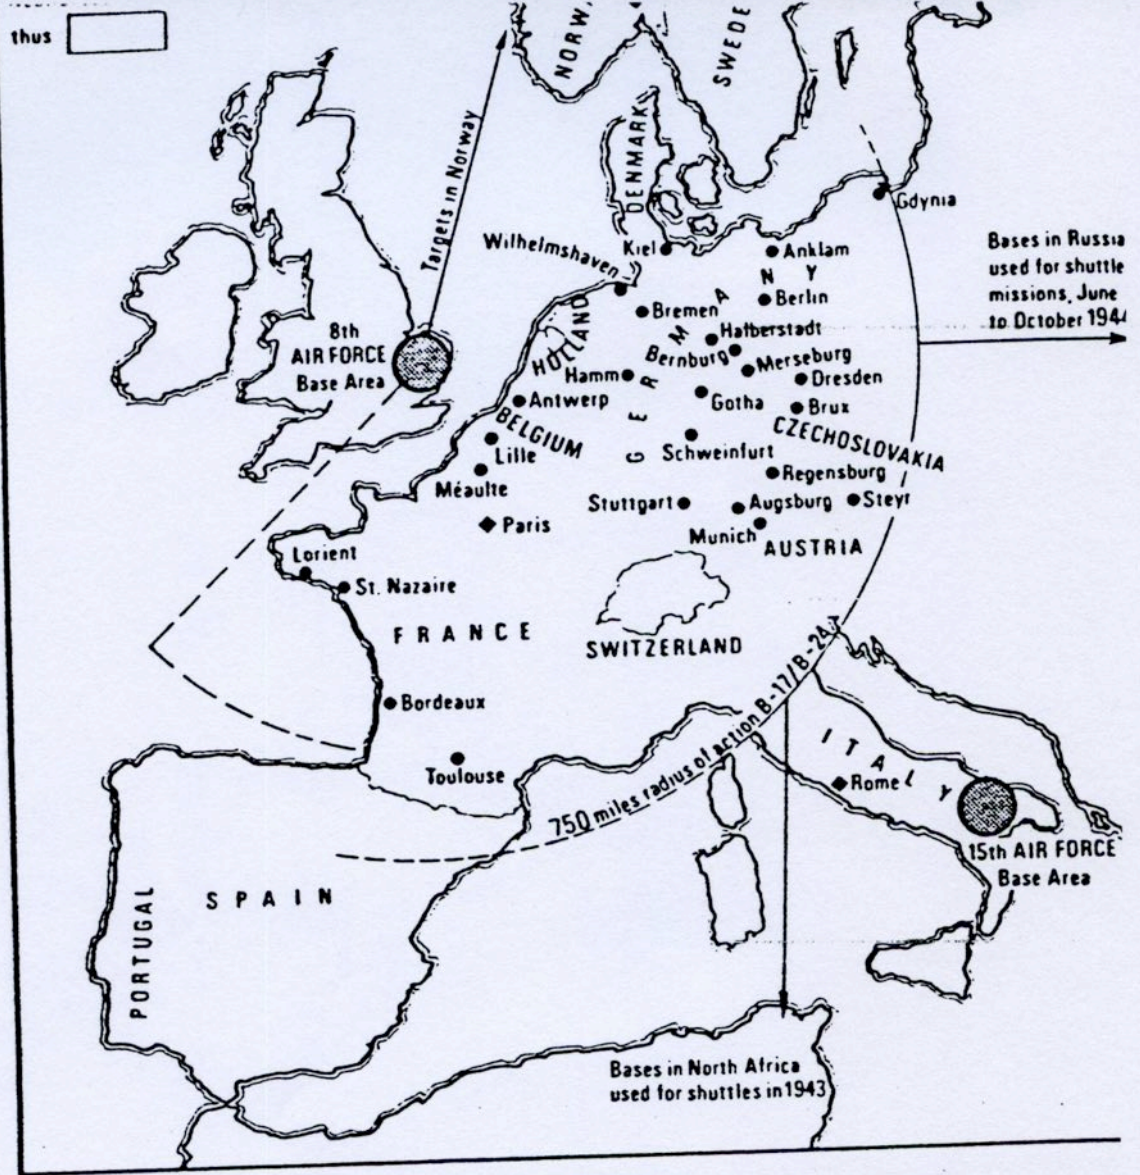 thus
NORW
SWEDE
DENMARK
Targets in Norway
Gdynia
Wilhelmshaven
Kiel
Anklam
Bases in Russia
used for shuttle
missions, June
to October 1944
GERMANY
Bremen
Berlin
HOLLAND
Halberstadt
8th
AIR FORCE
Base Area
Bernburg
Merseburg
Hamm
Dresden
Antwerp
Gotha
Brux
BELGIUM
CZECHOSLOVAKIA
Lille
Schweinfurt
Méaulte
Regensburg
Stuttgart
Augsburg
Steyr
Paris
Munich
AUSTRIA
Lorient
St. Nazaire
FRANCE
SWITZERLAND
Bordeaux
750 miles radius of action B-17/B-24
ITALY
Toulouse
Rome
15th AIR FORCE
Base Area
SPAIN
PORTUGAL
Bases in North Africa
used for shuttles in 1943